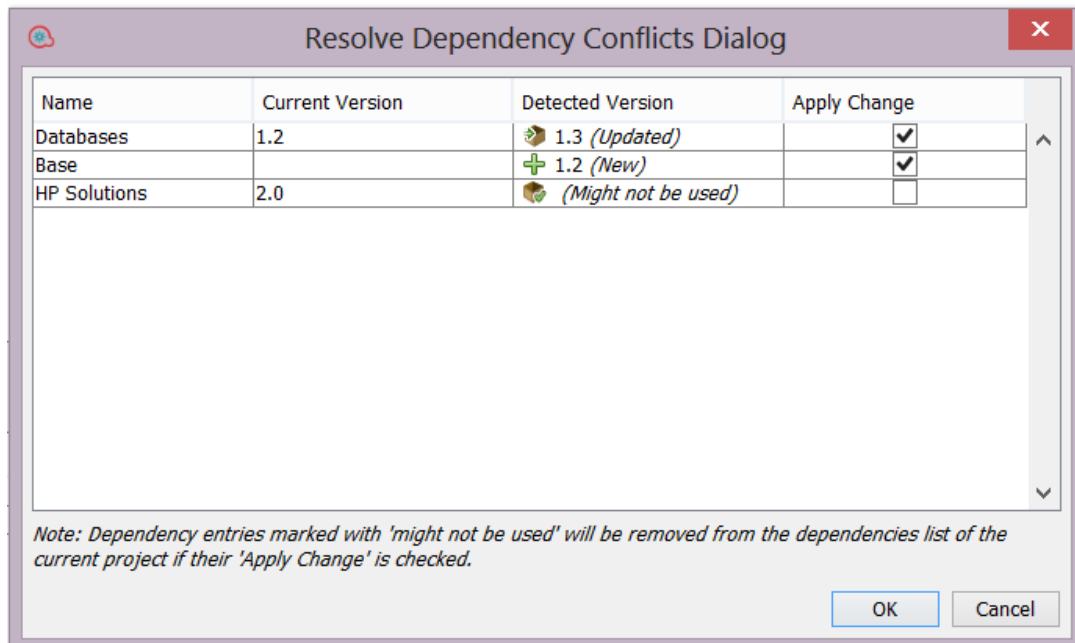 Resolve Dependency Conflicts Dialog
Name Current Version Detected Version Apply Change
Databases 1.2 1.3 (Updated)
Base 1.2 (New)
HP Solutions 2.0 (Might not be used)
Note: Dependency entries marked with 'might not be used' will be removed from the dependencies list of the
current project if their 'Apply Change' is checked.
OK Cancel